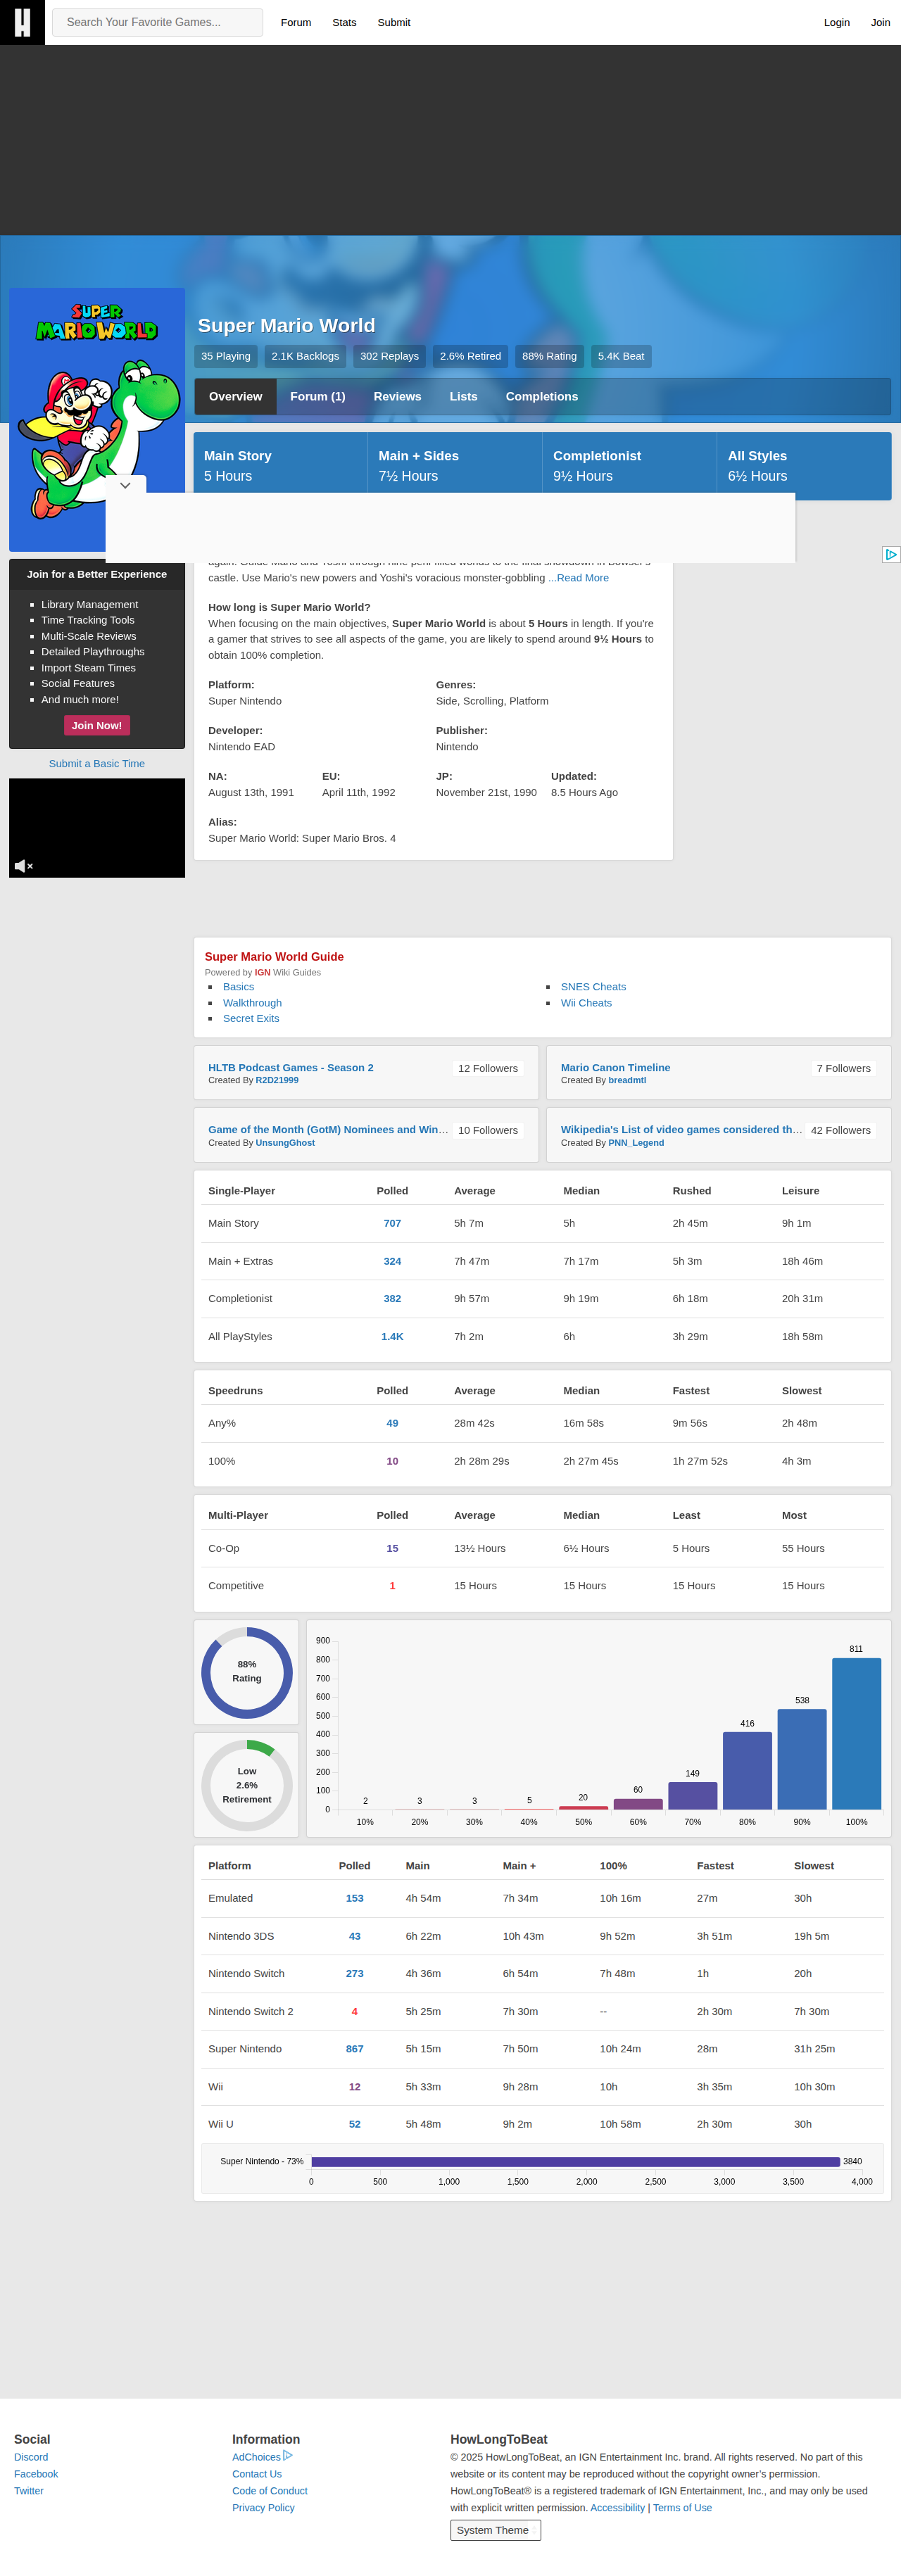 Search Your Favorite Games...
Forum
Stats
Submit
Login
Join
SUPER
MARIO WORLD
Super Mario World
35 Playing
2.1K Backlogs
302 Replays
2.6% Retired
88% Rating
5.4K Beat
Overview
Forum (1)
Reviews
Lists
Completions
Main Story
5 Hours
Main + Sides
7½ Hours
Completionist
9½ Hours
All Styles
6½ Hours
Join for a Better Experience
Library Management
Time Tracking Tools
Multi-Scale Reviews
Detailed Playthroughs
Import Steam Times
Social Features
And much more!
Join Now!
Submit a Basic Time
again! Guide Mario and Yoshi through nine peril-filled worlds to the final showdown in Bowser's
castle. Use Mario's new powers and Yoshi's voracious monster-gobbling ...Read More
How long is Super Mario World?
When focusing on the main objectives, Super Mario World is about 5 Hours in length. If you're
a gamer that strives to see all aspects of the game, you are likely to spend around 9½ Hours to
obtain 100% completion.
Platform:
Super Nintendo
Genres:
Side, Scrolling, Platform
Developer:
Nintendo EAD
Publisher:
Nintendo
NA:
August 13th, 1991
EU:
April 11th, 1992
JP:
November 21st, 1990
Updated:
8.5 Hours Ago
Alias:
Super Mario World: Super Mario Bros. 4
Super Mario World Guide
Powered by IGN Wiki Guides
Basics
Walkthrough
Secret Exits
SNES Cheats
Wii Cheats
HLTB Podcast Games - Season 2
Created By R2D21999
12 Followers
Mario Canon Timeline
Created By breadmtl
7 Followers
Game of the Month (GotM) Nominees and Win...
Created By UnsungGhost
10 Followers
Wikipedia's List of video games considered th...
Created By PNN_Legend
42 Followers
Single-Player Polled Average Median Rushed Leisure
Main Story 707 5h 7m 5h 2h 45m 9h 1m
Main + Extras 324 7h 47m 7h 17m 5h 3m 18h 46m
Completionist 382 9h 57m 9h 19m 6h 18m 20h 31m
All PlayStyles 1.4K 7h 2m 6h 3h 29m 18h 58m
Speedruns Polled Average Median Fastest Slowest
Any% 49 28m 42s 16m 58s 9m 56s 2h 48m
100% 10 2h 28m 29s 2h 27m 45s 1h 27m 52s 4h 3m
Multi-Player Polled Average Median Least Most
Co-Op 15 13½ Hours 6½ Hours 5 Hours 55 Hours
Competitive 1 15 Hours 15 Hours 15 Hours 15 Hours
88%
Rating
Low
2.6%
Retirement
900
800
700
600
500
400
300
200
100
0
2 3 3 5 20 60 149 416 538 811
10% 20% 30% 40% 50% 60% 70% 80% 90% 100%
Platform Polled Main Main + 100% Fastest Slowest
Emulated 153 4h 54m 7h 34m 10h 16m 27m 30h
Nintendo 3DS 43 6h 22m 10h 43m 9h 52m 3h 51m 19h 5m
Nintendo Switch 273 4h 36m 6h 54m 7h 48m 1h 20h
Nintendo Switch 2 4 5h 25m 7h 30m -- 2h 30m 7h 30m
Super Nintendo 867 5h 15m 7h 50m 10h 24m 28m 31h 25m
Wii 12 5h 33m 9h 28m 10h 3h 35m 10h 30m
Wii U 52 5h 48m 9h 2m 10h 58m 2h 30m 30h
Super Nintendo - 73% 3840
0 500 1,000 1,500 2,000 2,500 3,000 3,500 4,000
Social
Discord
Facebook
Twitter
Information
AdChoices
Contact Us
Code of Conduct
Privacy Policy
HowLongToBeat
© 2025 HowLongToBeat, an IGN Entertainment Inc. brand. All rights reserved. No part of this
website or its content may be reproduced without the copyright owner's permission.
HowLongToBeat® is a registered trademark of IGN Entertainment, Inc., and may only be used
with explicit written permission. Accessibility | Terms of Use
System Theme